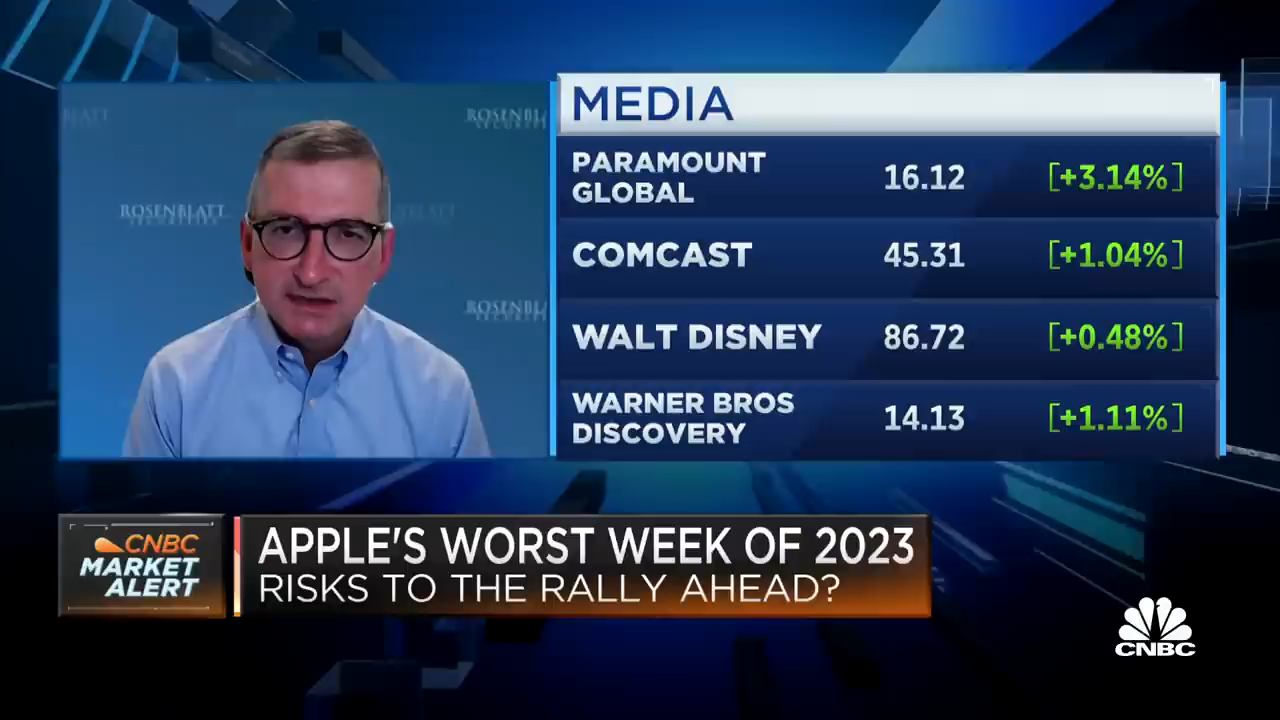 ROSENBLATT
SECURITIES
MEDIA
PARAMOUNT
GLOBAL
16.12
[+3.14%]
COMCAST
45.31
[+1.04%]
WALT DISNEY
86.72
[+0.48%]
WARNER BROS
DISCOVERY
14.13
[+1.11%]
CNBC
MARKET
ALERT
APPLE'S WORST WEEK OF 2023
RISKS TO THE RALLY AHEAD?
CNBC